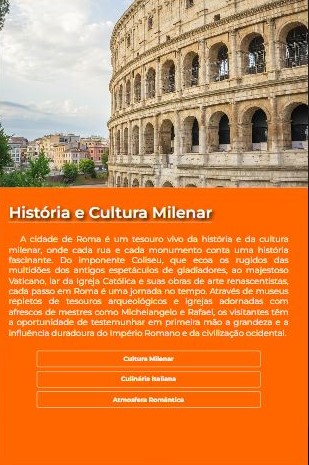 História e Cultura Milenar
A cidade de Roma é um tesouro vivo da história e da cultura
milenar, onde cada rua e cada monumento conta uma história
fascinante. Do imponente Coliseu, que ecoa os rugidos das
multidões dos antigos espetáculos de gladiadores, ao majestoso
Vaticano, lar da Igreja Católica e suas obras de arte renascentistas,
cada passo em Roma é uma jornada no tempo. Através de museus
repletos de tesouros arqueológicos e igrejas adornadas com
afrescos de mestres como Michelangelo e Rafael, os visitantes têm
a oportunidade de testemunhar em primeira mão a grandeza e a
influência duradoura do Império Romano e da civilização ocidental.
Cultura Milenar
Culinária Italiana
Atmosfera Romântica